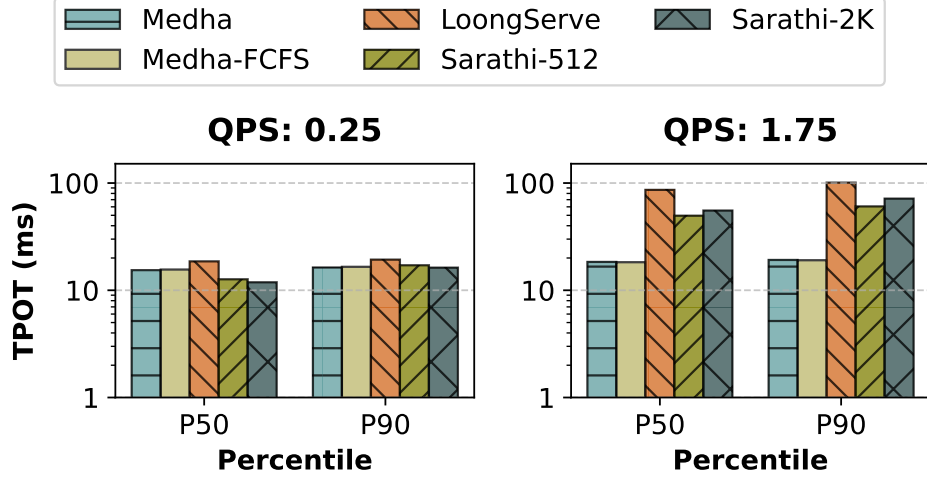 Medha LoongServe Sarathi-2K
Medha-FCFS Sarathi-512
QPS: 0.25 QPS: 1.75
TPOT (ms)
100
10
1
P50 P90
Percentile
100
10
1
P50 P90
Percentile